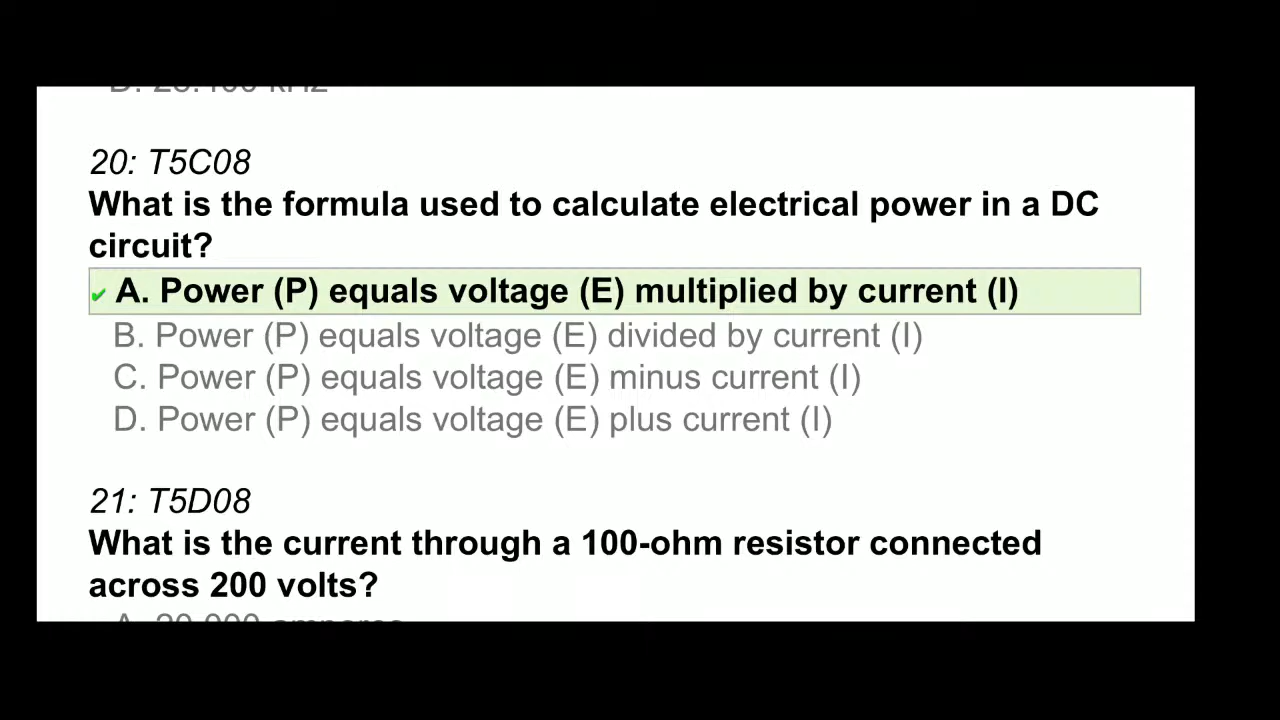 20: T5C08
What is the formula used to calculate electrical power in a DC
circuit?
✔ A. Power (P) equals voltage (E) multiplied by current (I)
B. Power (P) equals voltage (E) divided by current (I)
C. Power (P) equals voltage (E) minus current (I)
D. Power (P) equals voltage (E) plus current (I)
21: T5D08
What is the current through a 100-ohm resistor connected
across 200 volts?